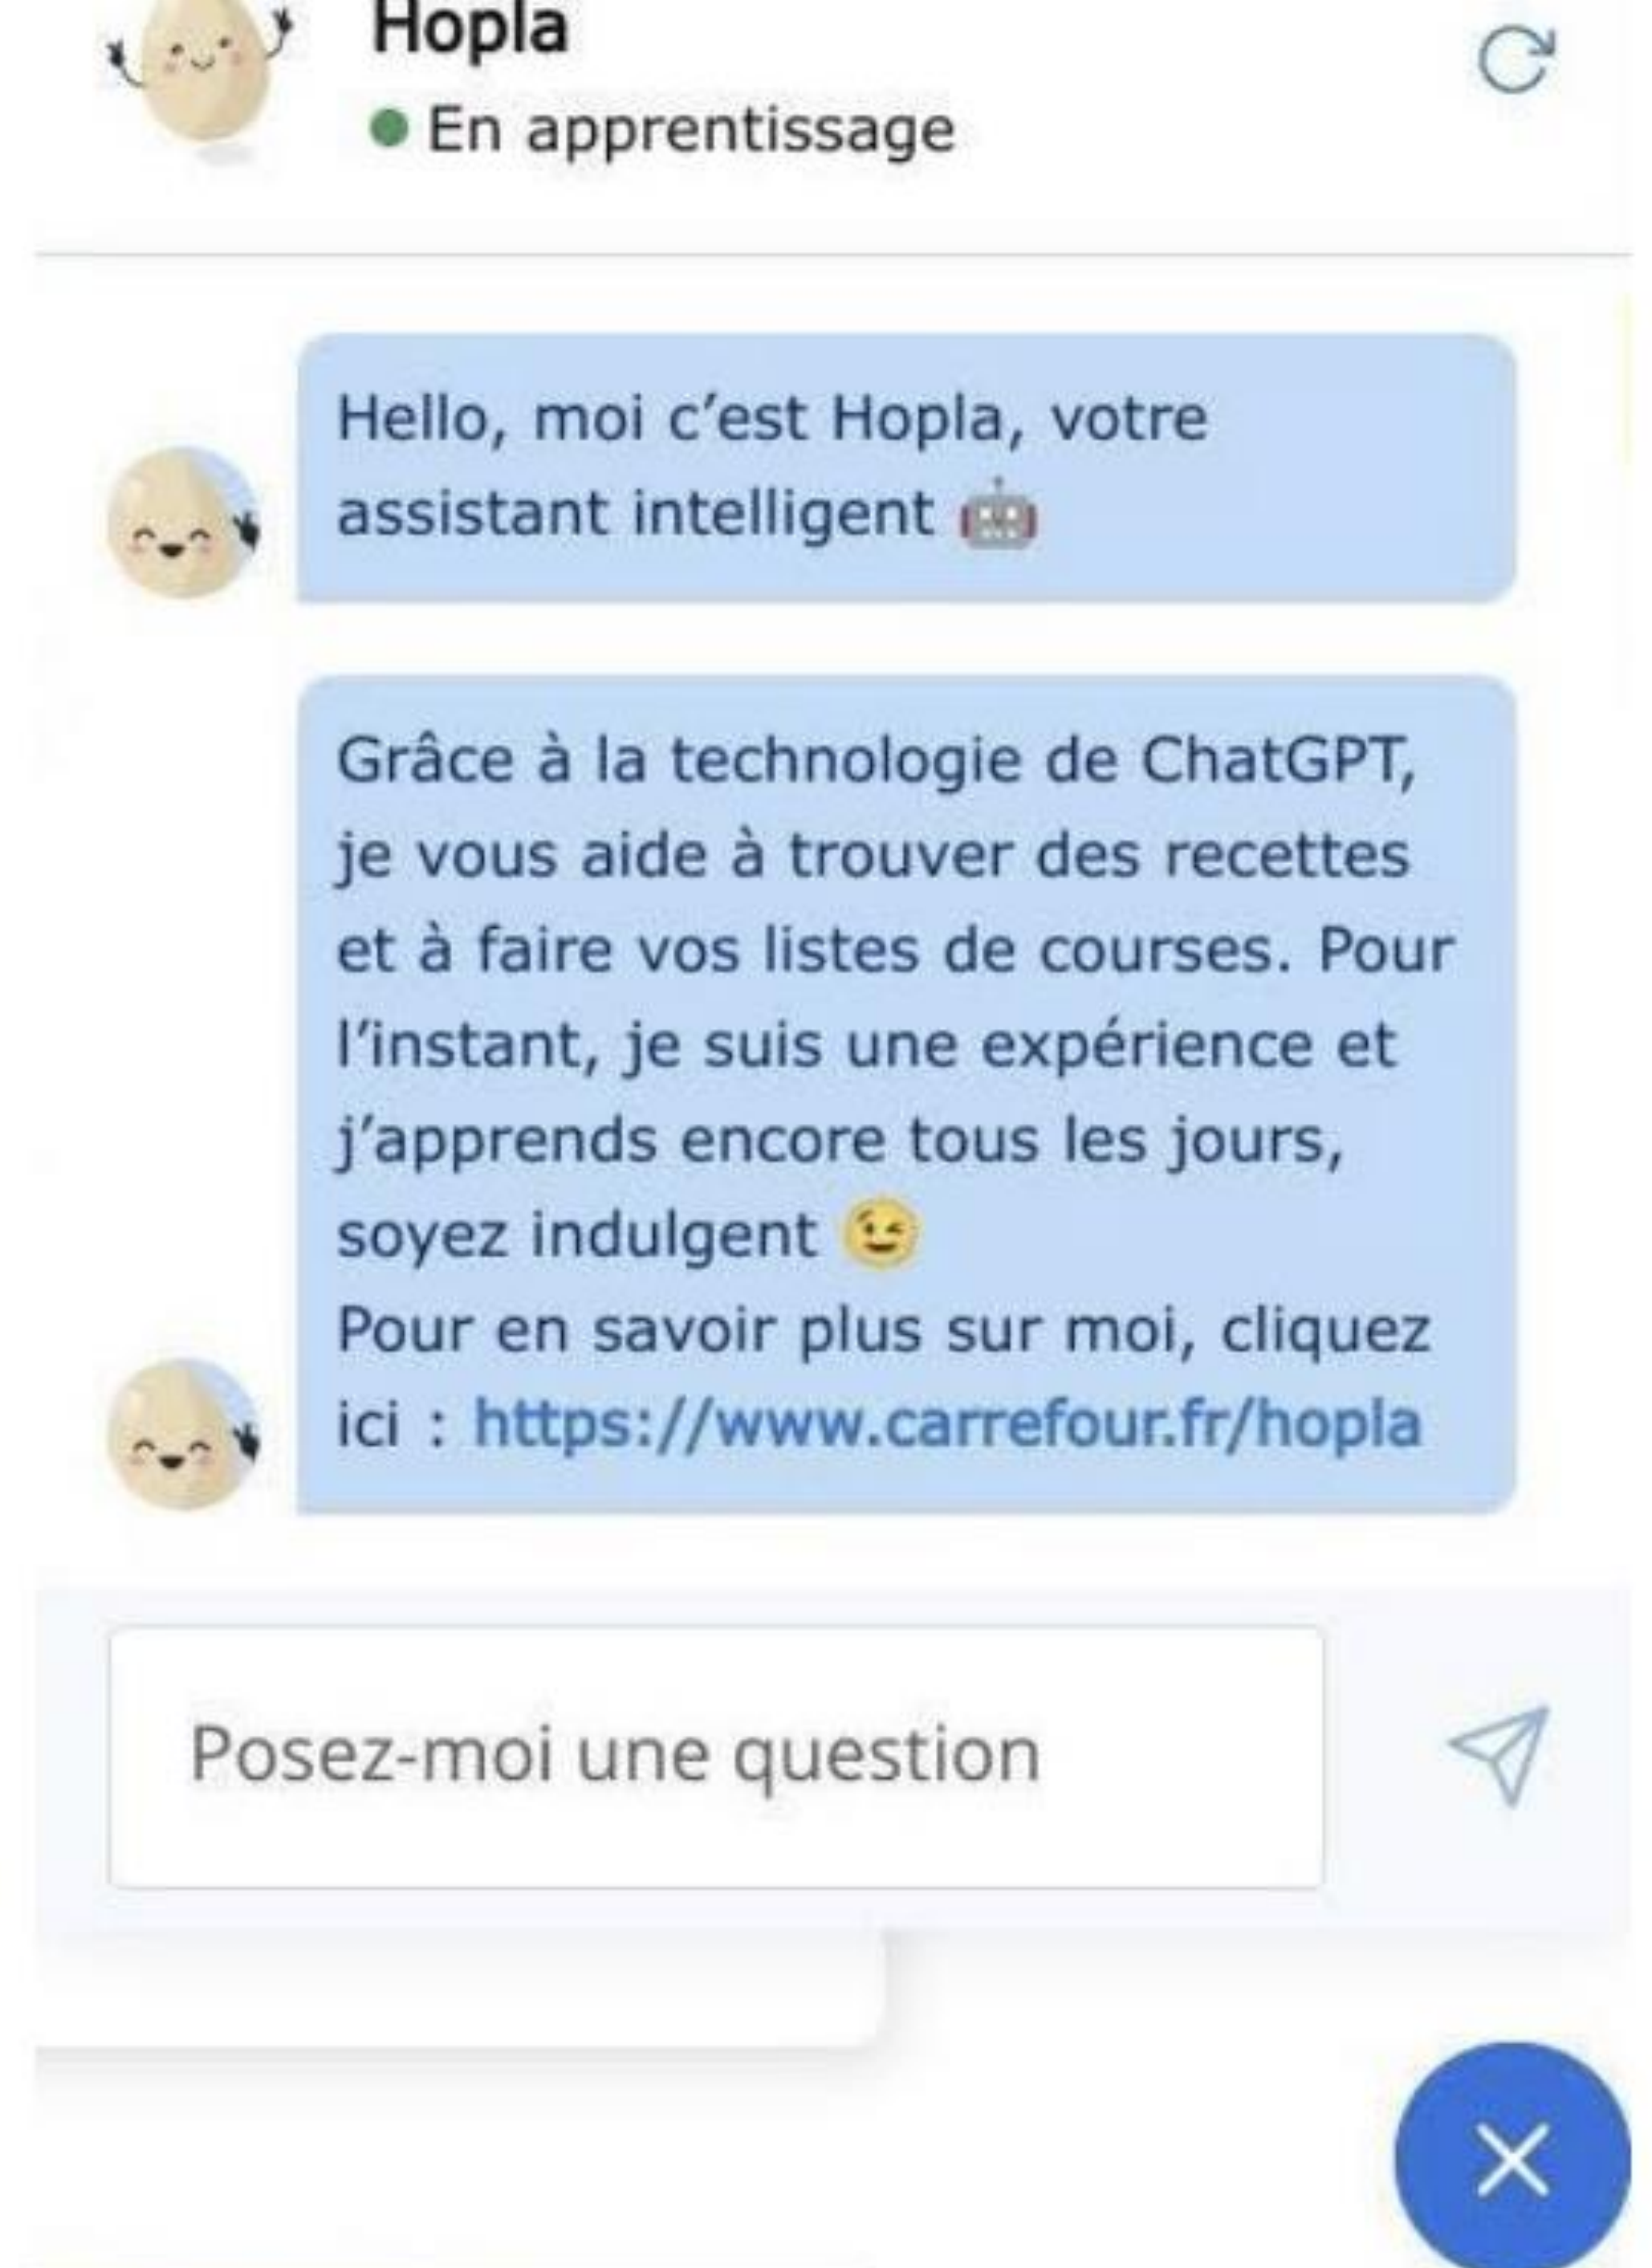 Hopla
En apprentissage
Hello, moi c’est Hopla, votre
assistant intelligent 🤖
Grâce à la technologie de ChatGPT,
je vous aide à trouver des recettes
et à faire vos listes de courses. Pour
l’instant, je suis une expérience et
j’apprends encore tous les jours,
soyez indulgent 😉
Pour en savoir plus sur moi, cliquez
ici : https://www.carrefour.fr/hopla
Posez-moi une question